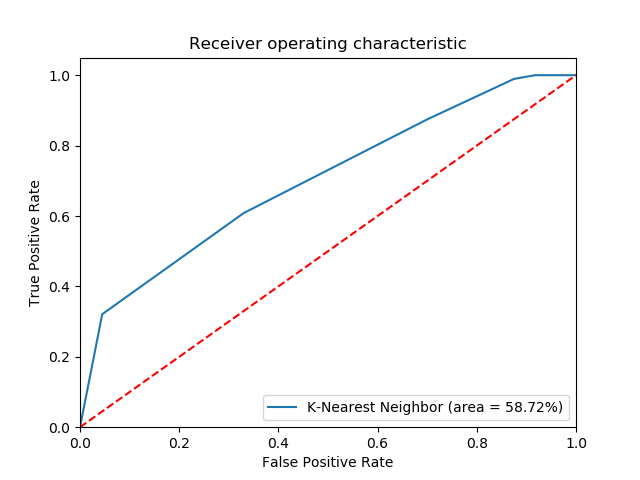 Receiver operating characteristic
True Positive Rate
1.0
0.8
0.6
0.4
0.2
0.0
K-Nearest Neighbor (area = 58.72%)
0.0 0.2 0.4 0.6 0.8 1.0
False Positive Rate